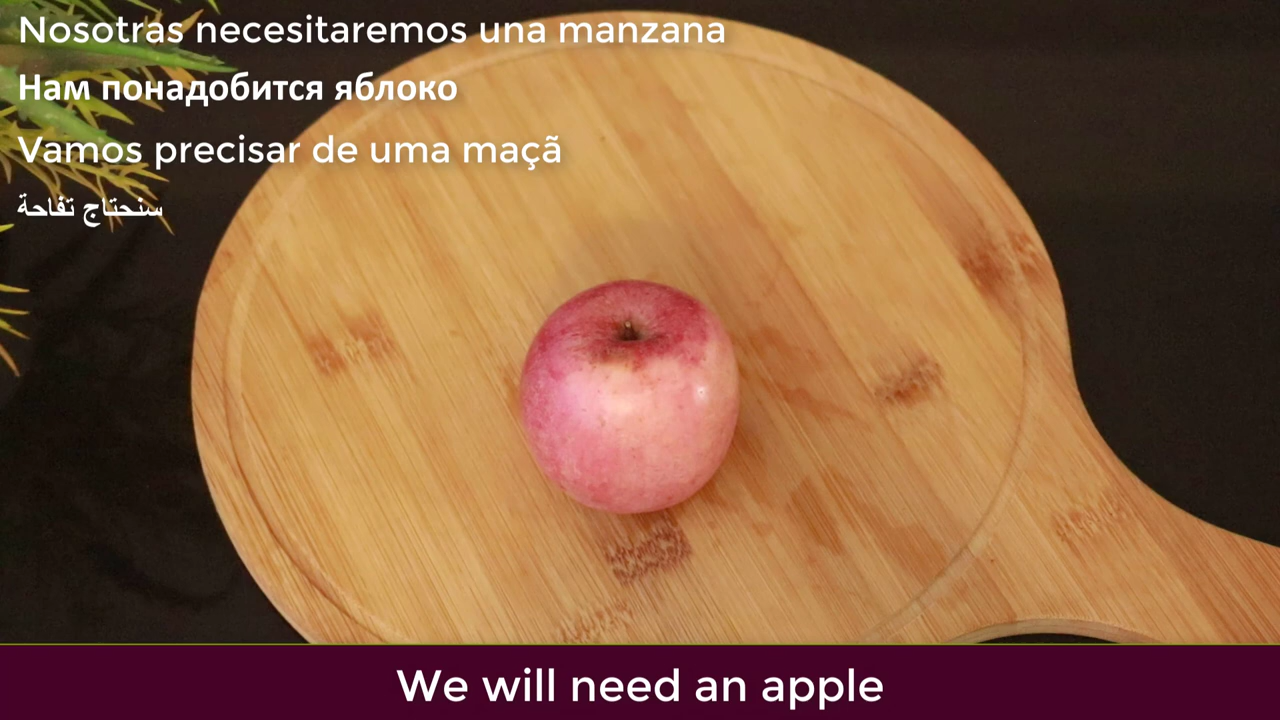 Nosotras necesitaremos una manzana
Нам понадобится яблоко
Vamos precisar de uma maçã
سنحتاج تفاحة
We will need an apple